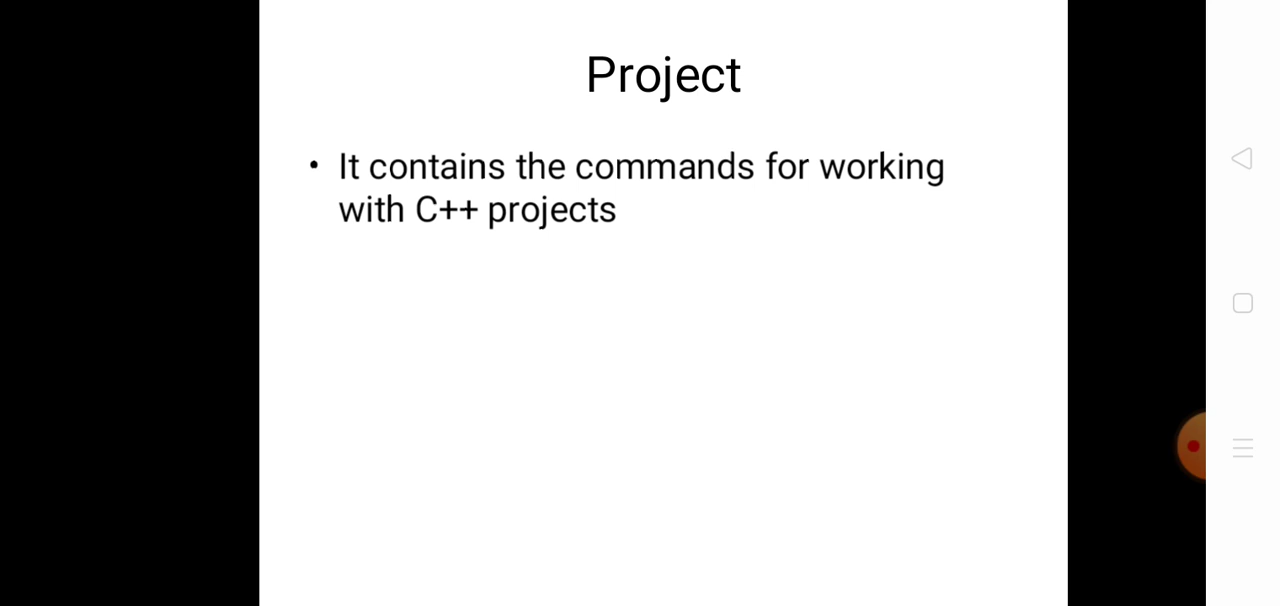 Project
• It contains the commands for working
with C++ projects